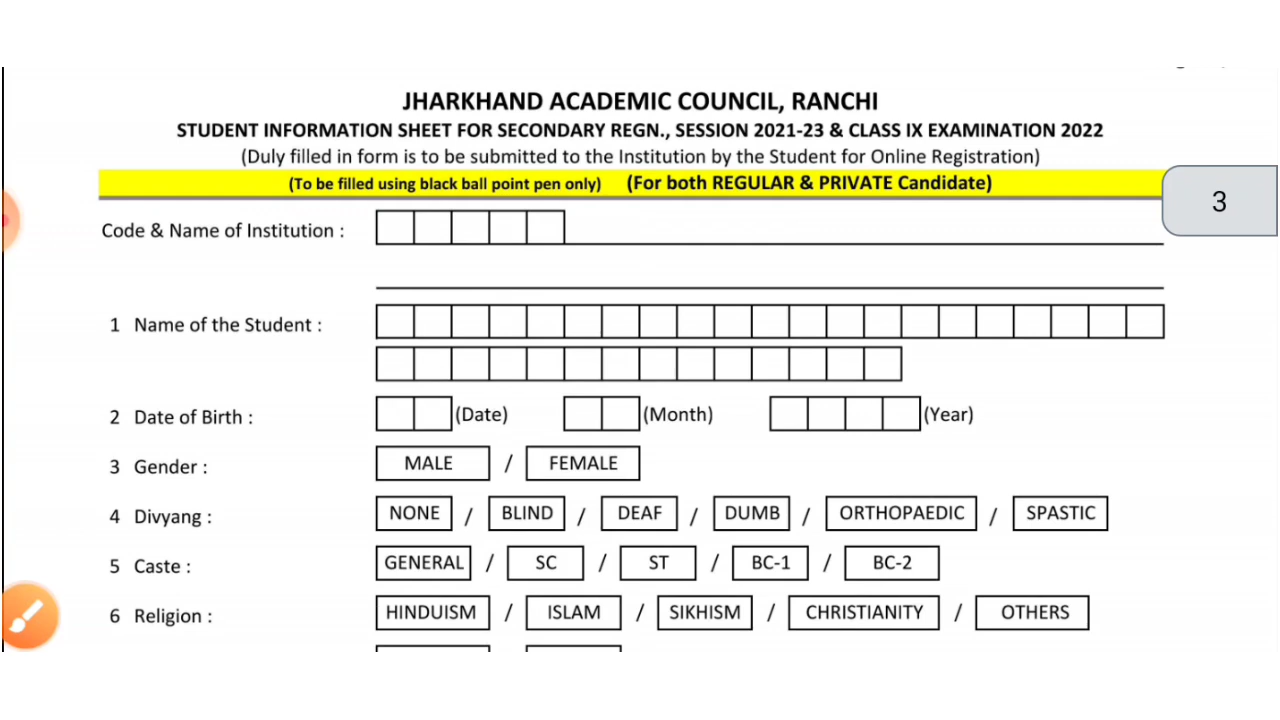 JHARKHAND ACADEMIC COUNCIL, RANCHI
STUDENT INFORMATION SHEET FOR SECONDARY REGN., SESSION 2021-23 & CLASS IX EXAMINATION 2022
(Duly filled in form is to be submitted to the Institution by the Student for Online Registration)
(To be filled using black ball point pen only) (For both REGULAR & PRIVATE Candidate)
3
Code & Name of Institution :
1 Name of the Student :
2 Date of Birth : (Date) (Month) (Year)
3 Gender : MALE / FEMALE
4 Divyang : NONE / BLIND / DEAF / DUMB / ORTHOPAEDIC / SPASTIC
5 Caste : GENERAL / SC / ST / BC-1 / BC-2
6 Religion : HINDUISM / ISLAM / SIKHISM / CHRISTIANITY / OTHERS